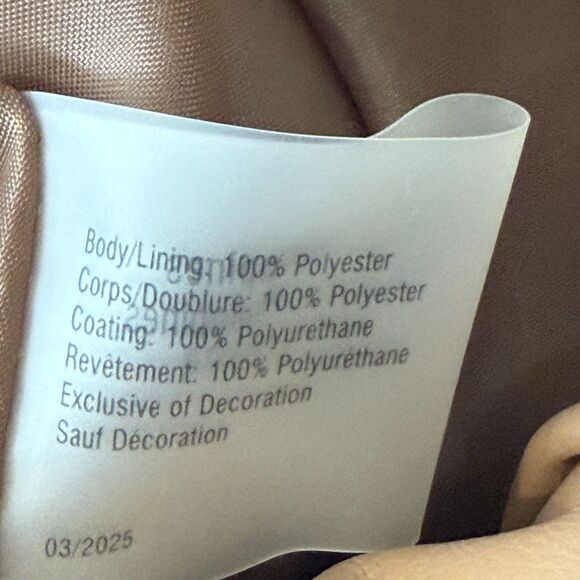 Body/Lining: 100% Polyester
Corps/Doublure: 100% Polyester
Coating: 100% Polyurethane
Revêtement: 100% Polyuréthane
Exclusive of Decoration
Sauf Décoration
03/2025